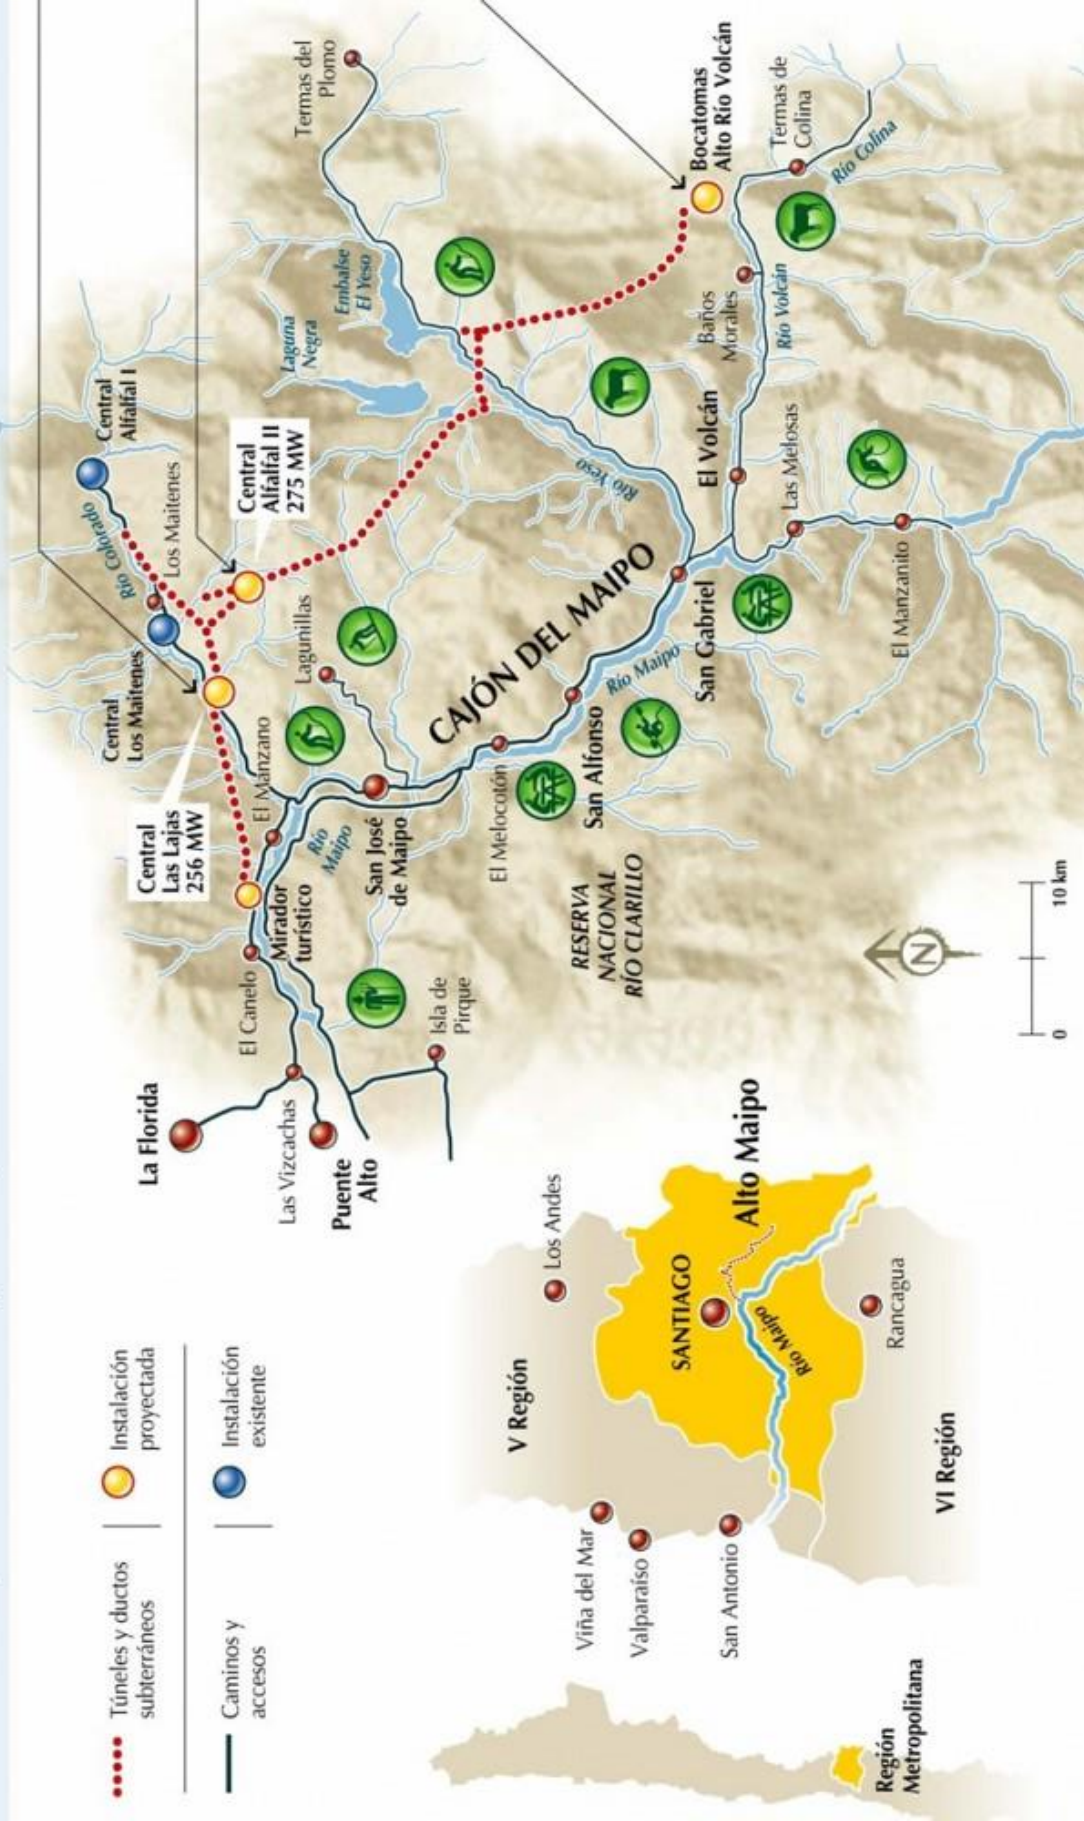 Túneles y ductos
subterráneos
Instalación
proyectada
Caminos y
accesos
Instalación
existente
La Florida
Las Vizcachas
Puente
Alto
El Canelo
Isla de
Pirque
Mirador
turístico
Central
Las Lajas
256 MW
El Manzano
Río
Maipo
San José
de Maipo
Central
Los Maitenes
Río Colorado
Los Maitenes
Central
Alfalfal I
Central
Alfalfal II
275 MW
Lagunillas
Laguna
Negra
Embalse
El Yeso
Termas del
Plomo
CAJÓN DEL MAIPO
El Melocotón
San Alfonso
Río Maipo
San Gabriel
Río Yeso
El Volcán
Baños
Morales
Río Volcán
Bocatomas
Alto Río Volcán
Termas de
Colina
Río Colina
Las Melosas
El Manzanito
RESERVA
NACIONAL
RÍO CLARILLO
N
0
10 km
V Región
Los Andes
Viña del Mar
Valparaíso
San Antonio
SANTIAGO
Alto Maipo
Río Maipo
Rancagua
VI Región
Región
Metropolitana